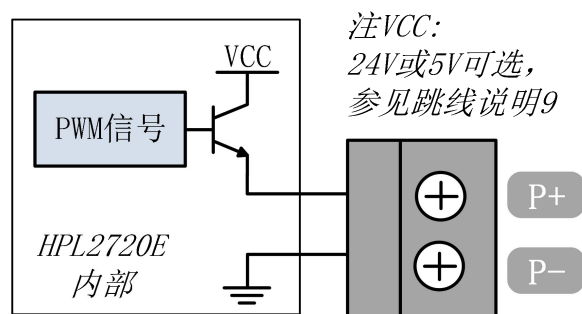 注VCC:
24V或5V可选，
参见跳线说明9
VCC
PWM信号
P+
HPL2720E
内部
P-